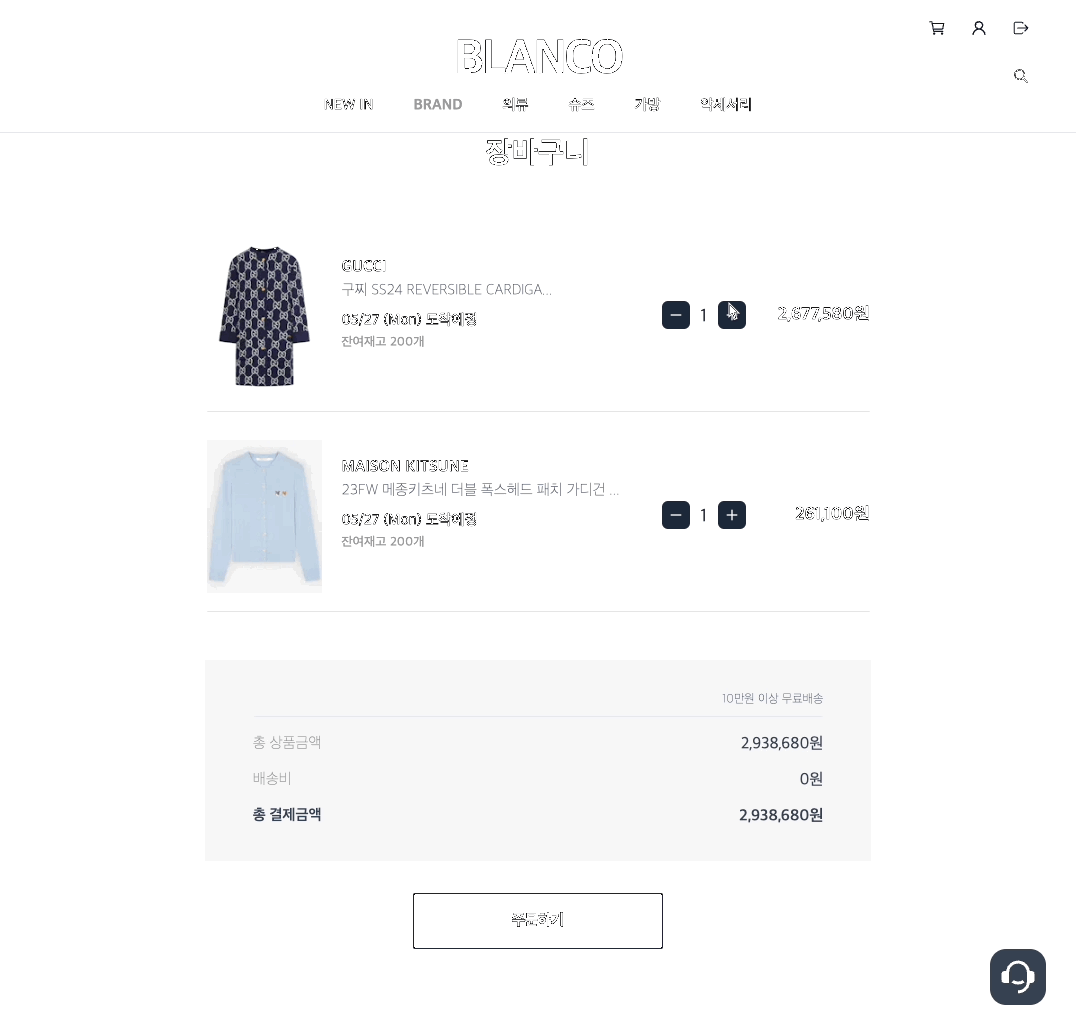 BLANCO
NEW IN BRAND 의류 슈즈 가방 악세서리
장바구니
GUCCI
구찌 SS24 REVERSIBLE CARDIGA...
05/27 (Mon) 도착예정
잔여재고 200개
1
2,677,580원
MAISON KITSUNE
23FW 메종키츠네 더블 폭스헤드 패치 가디건 ...
05/27 (Mon) 도착예정
잔여재고 200개
1
261,100원
10만원 이상 무료배송
총 상품금액 2,938,680원
배송비 0원
총 결제금액 2,938,680원
주문하기